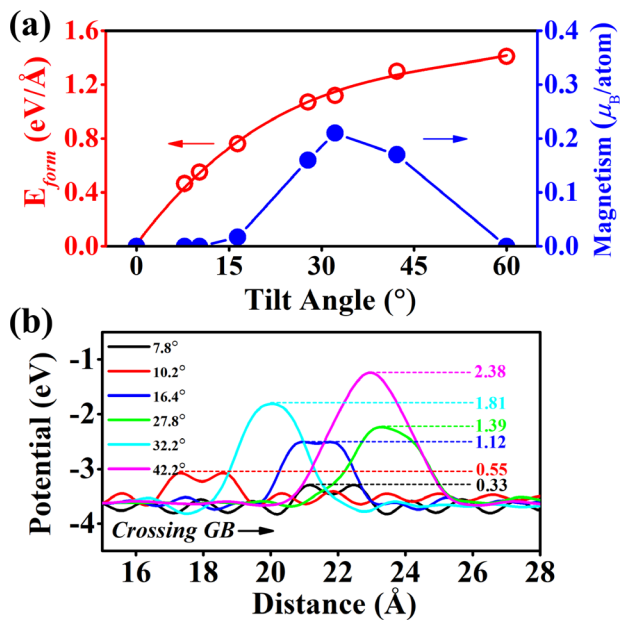 (a)
E_form (eV/Å)
1.6
1.2
0.8
0.4
0.0
0.4
0.3
0.2
0.1
0.0
Magnetism (μ_B/atom)
0 15 30 45 60
Tilt Angle (°)
(b)
Potential (eV)
-1
-2
-3
-4
7.8°
10.2°
16.4°
27.8°
32.2°
42.2°
2.38
1.81
1.39
1.12
0.55
0.33
Crossing GB
16 18 20 22 24 26 28
Distance (Å)